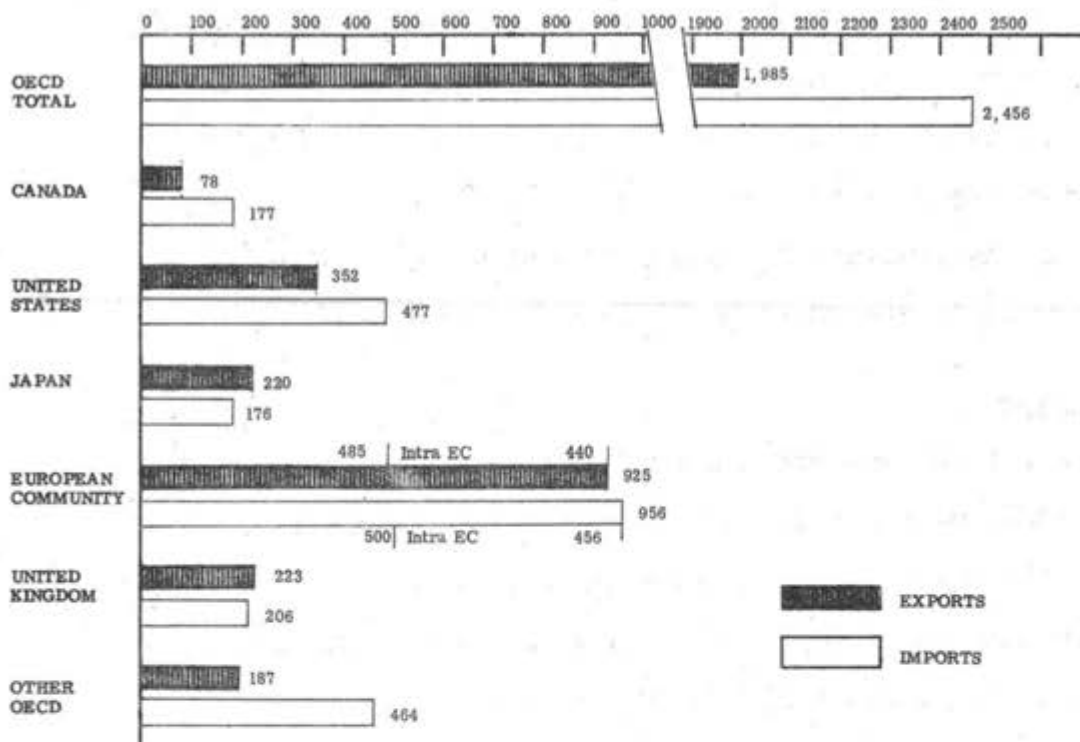 0 100 200 300 400 500 600 700 800 900 1000 1900 2000 2100 2200 2300 2400 2500
OECD
TOTAL
1,985
2,456
CANADA
78
177
UNITED
STATES
352
477
JAPAN
220
176
EUROPEAN
COMMUNITY
485 Intra EC 440
925
956
500 Intra EC 456
UNITED
KINGDOM
223
206
EXPORTS
IMPORTS
OTHER
OECD
187
464